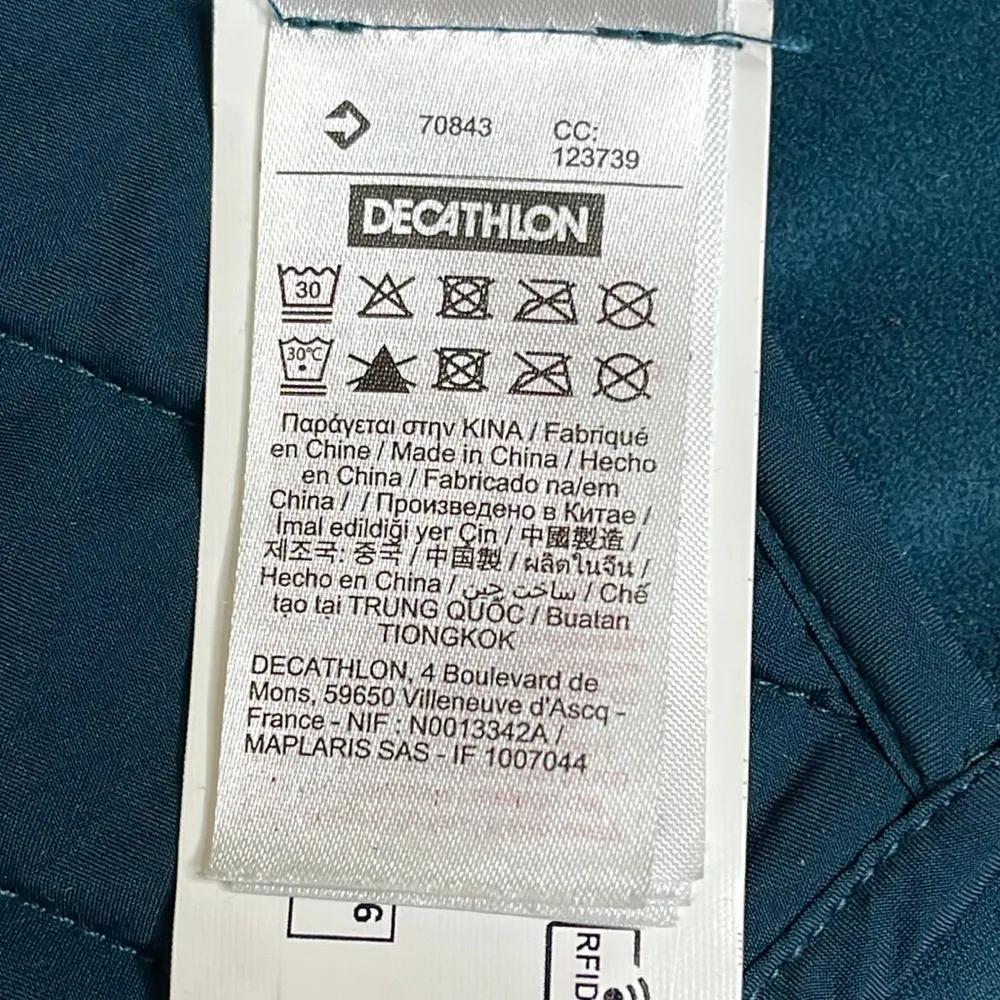 70843 CC:
123739
DECATHLON
30
30°C
Παράγεται στην ΚΙΝΑ / Fabriqué
en Chine / Made in China / Hecho
en China / Fabricado na/em
China / / Произведено в Китае /
İmal edildiği yer Çin / 中國製造 /
제조국: 중국 / 中国製 / ผลิตในจีน /
Hecho en China / ساخت چین / Chế
tạo tại TRUNG QUỐC / Buatan
TIONGKOK
DECATHLON, 4 Boulevard de
Mons, 59650 Villeneuve d'Ascq -
France - NIF : N0013342A /
MAPLARIS SAS - IF 1007044
6
RFID